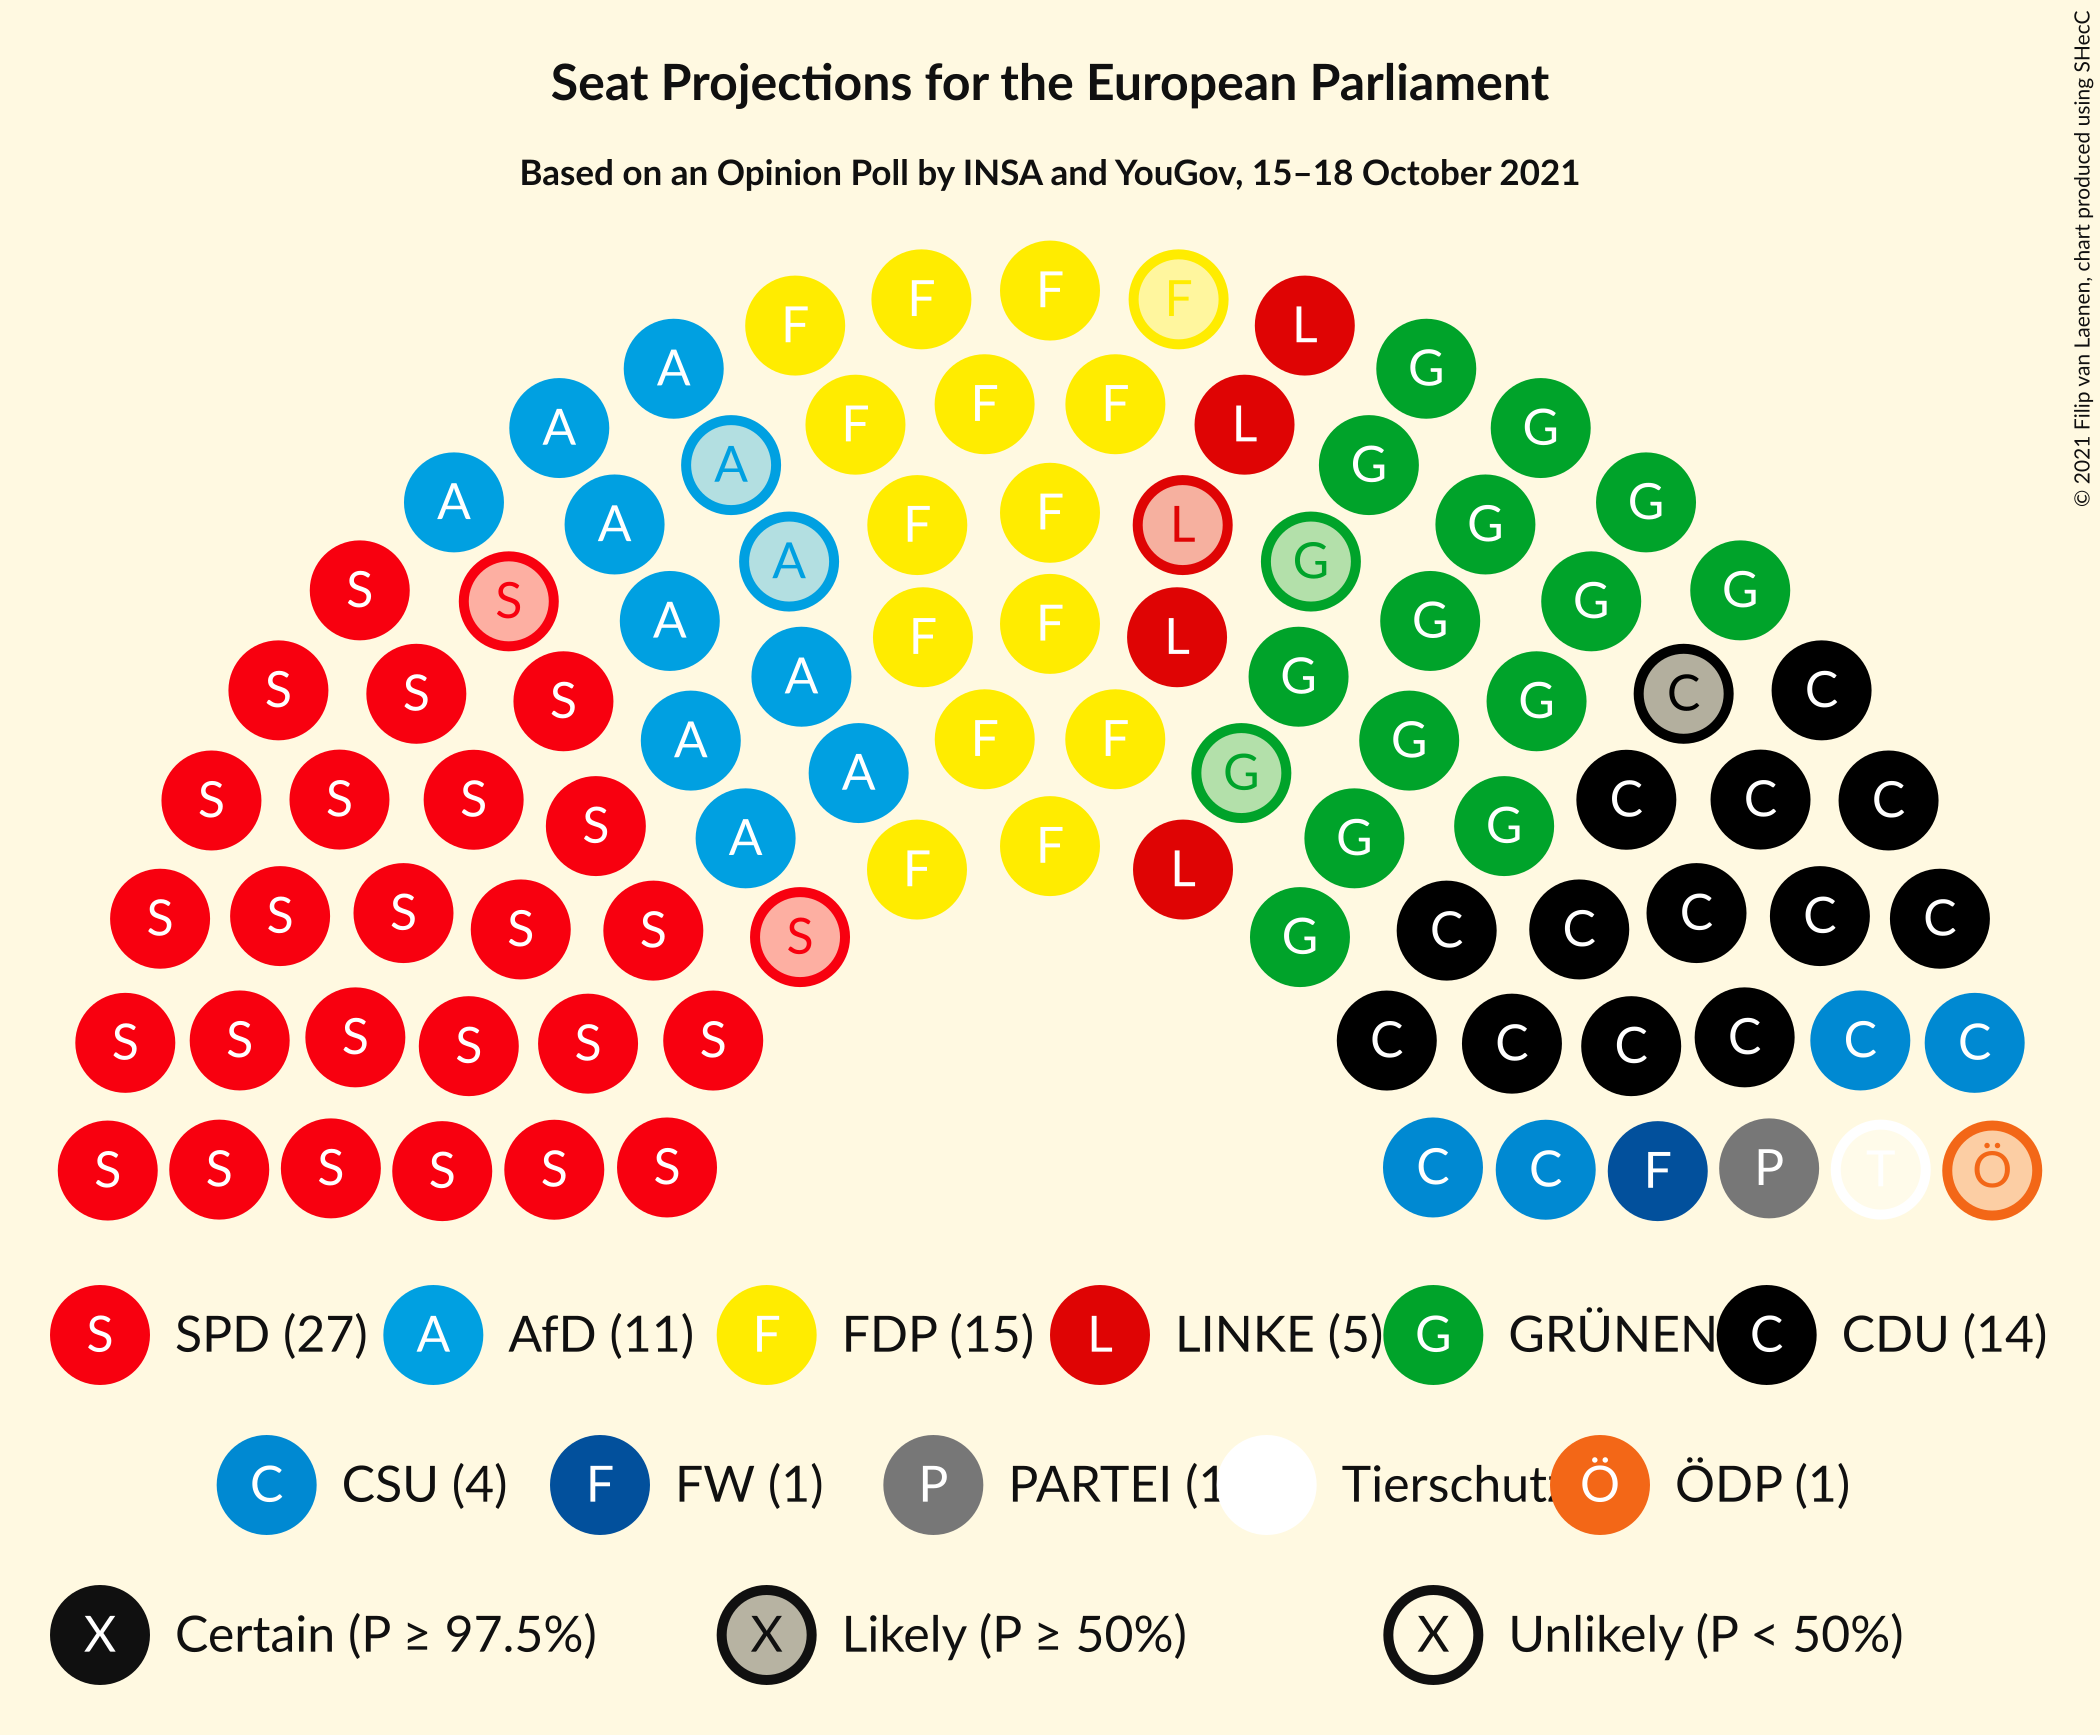 Seat Projections for the European Parliament
Based on an Opinion Poll by INSA and YouGov, 15–18 October 2021
© 2021 Filip van Laenen, chart produced using SHecC
F F F F L
A F F F L G
A A F F L G G
A A A F F L G G G
S S A A F F G G G G
S S S A A F F G G G C C
S S S S A F L G G C C C
S S S S S S G C C C C C
S S S S S S C C C C C C
S S S S S S C C F P T Ö
S SPD (27) A AfD (11) F FDP (15) L LINKE (5) G GRÜNEN C CDU (14)
C CSU (4) F FW (1) P PARTEI (1 Tierschutz Ö ÖDP (1)
X Certain (P ≥ 97.5%) X Likely (P ≥ 50%) X Unlikely (P < 50%)